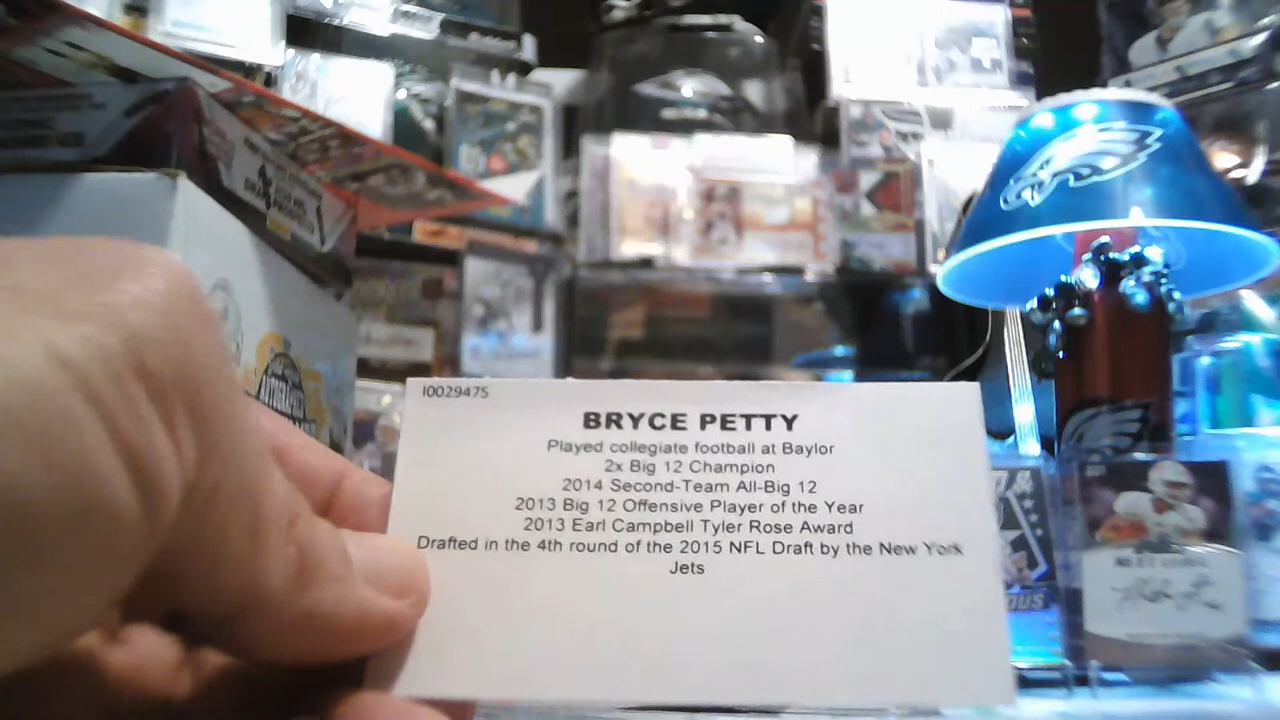 I0029475
BRYCE PETTY
Played collegiate football at Baylor
2x Big 12 Champion
2014 Second-Team All-Big 12
2013 Big 12 Offensive Player of the Year
2013 Earl Campbell Tyler Rose Award
Drafted in the 4th round of the 2015 NFL Draft by the New York
Jets